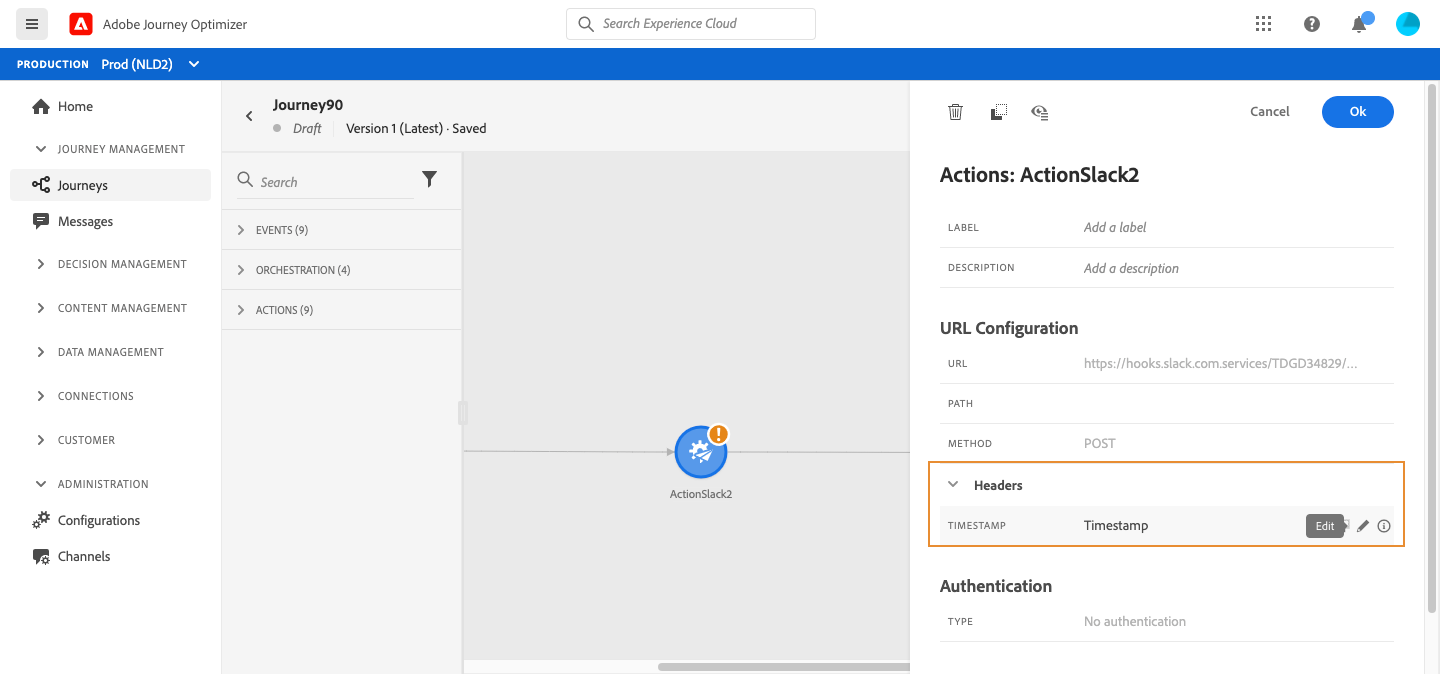 Adobe Journey Optimizer
Search Experience Cloud
PRODUCTION Prod (NLD2)
Home
JOURNEY MANAGEMENT
Journeys
Messages
DECISION MANAGEMENT
CONTENT MANAGEMENT
DATA MANAGEMENT
CONNECTIONS
CUSTOMER
ADMINISTRATION
Configurations
Channels
Journey90
Draft Version 1 (Latest) · Saved
Search
EVENTS (9)
ORCHESTRATION (4)
ACTIONS (9)
ActionSlack2
Cancel Ok
Actions: ActionSlack2
LABEL Add a label
DESCRIPTION Add a description
URL Configuration
URL https://hooks.slack.com.services/TDGD34829/...
PATH
METHOD POST
Headers
TIMESTAMP Timestamp Edit
Authentication
TYPE No authentication